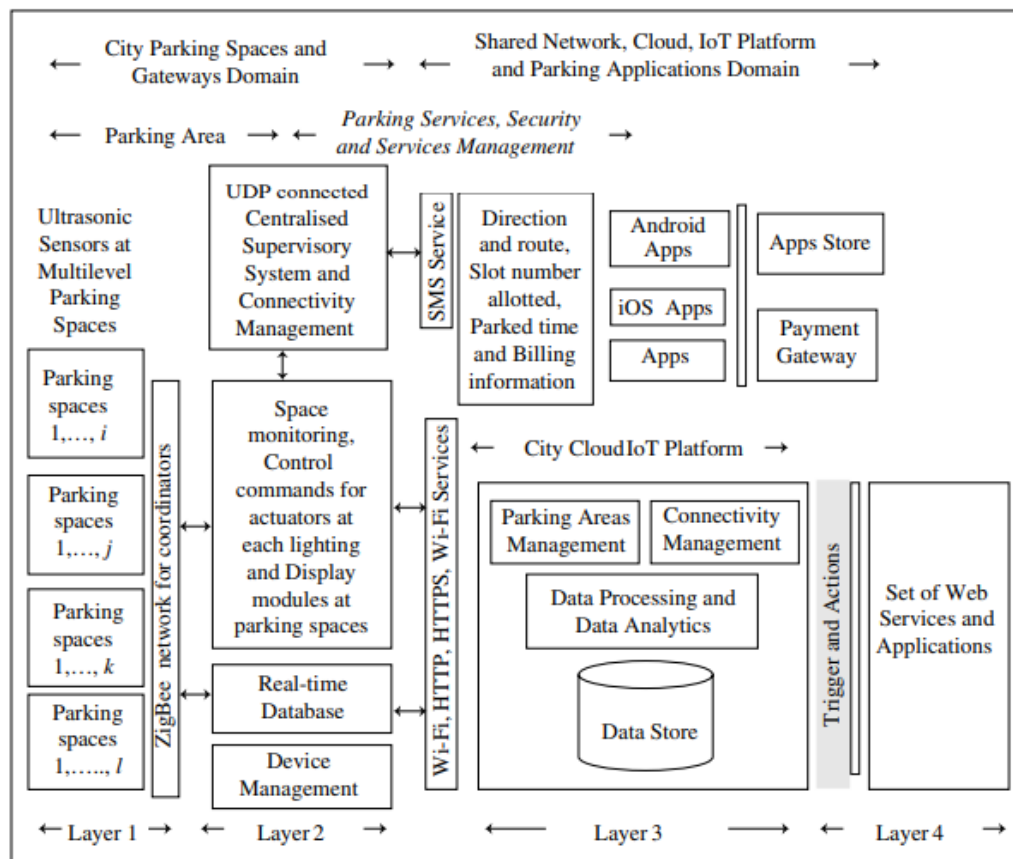 City Parking Spaces and
Gateways Domain
Shared Network, Cloud, IoT Platform
and Parking Applications Domain
Parking Area
Parking Services, Security
and Services Management
Ultrasonic
Sensors at
Multilevel
Parking
Spaces
UDP connected
Centralised
Supervisory
System and
Connectivity
Management
SMS Service
Direction
and route,
Slot number
allotted,
Parked time
and Billing
information
Android
Apps
iOS Apps
Apps
Apps Store
Payment
Gateway
Parking
spaces
1,…, i
Parking
spaces
1,…, j
Parking
spaces
1,…, k
Parking
spaces
1,….., l
ZigBee network for coordinators
Space
monitoring,
Control
commands for
actuators at
each lighting
and Display
modules at
parking spaces
Real-time
Database
Device
Management
Wi-Fi, HTTP, HTTPS, Wi-Fi Services
City Cloud IoT Platform
Parking Areas
Management
Connectivity
Management
Data Processing and
Data Analytics
Data Store
Trigger and Actions
Set of Web
Services and
Applications
Layer 1
Layer 2
Layer 3
Layer 4